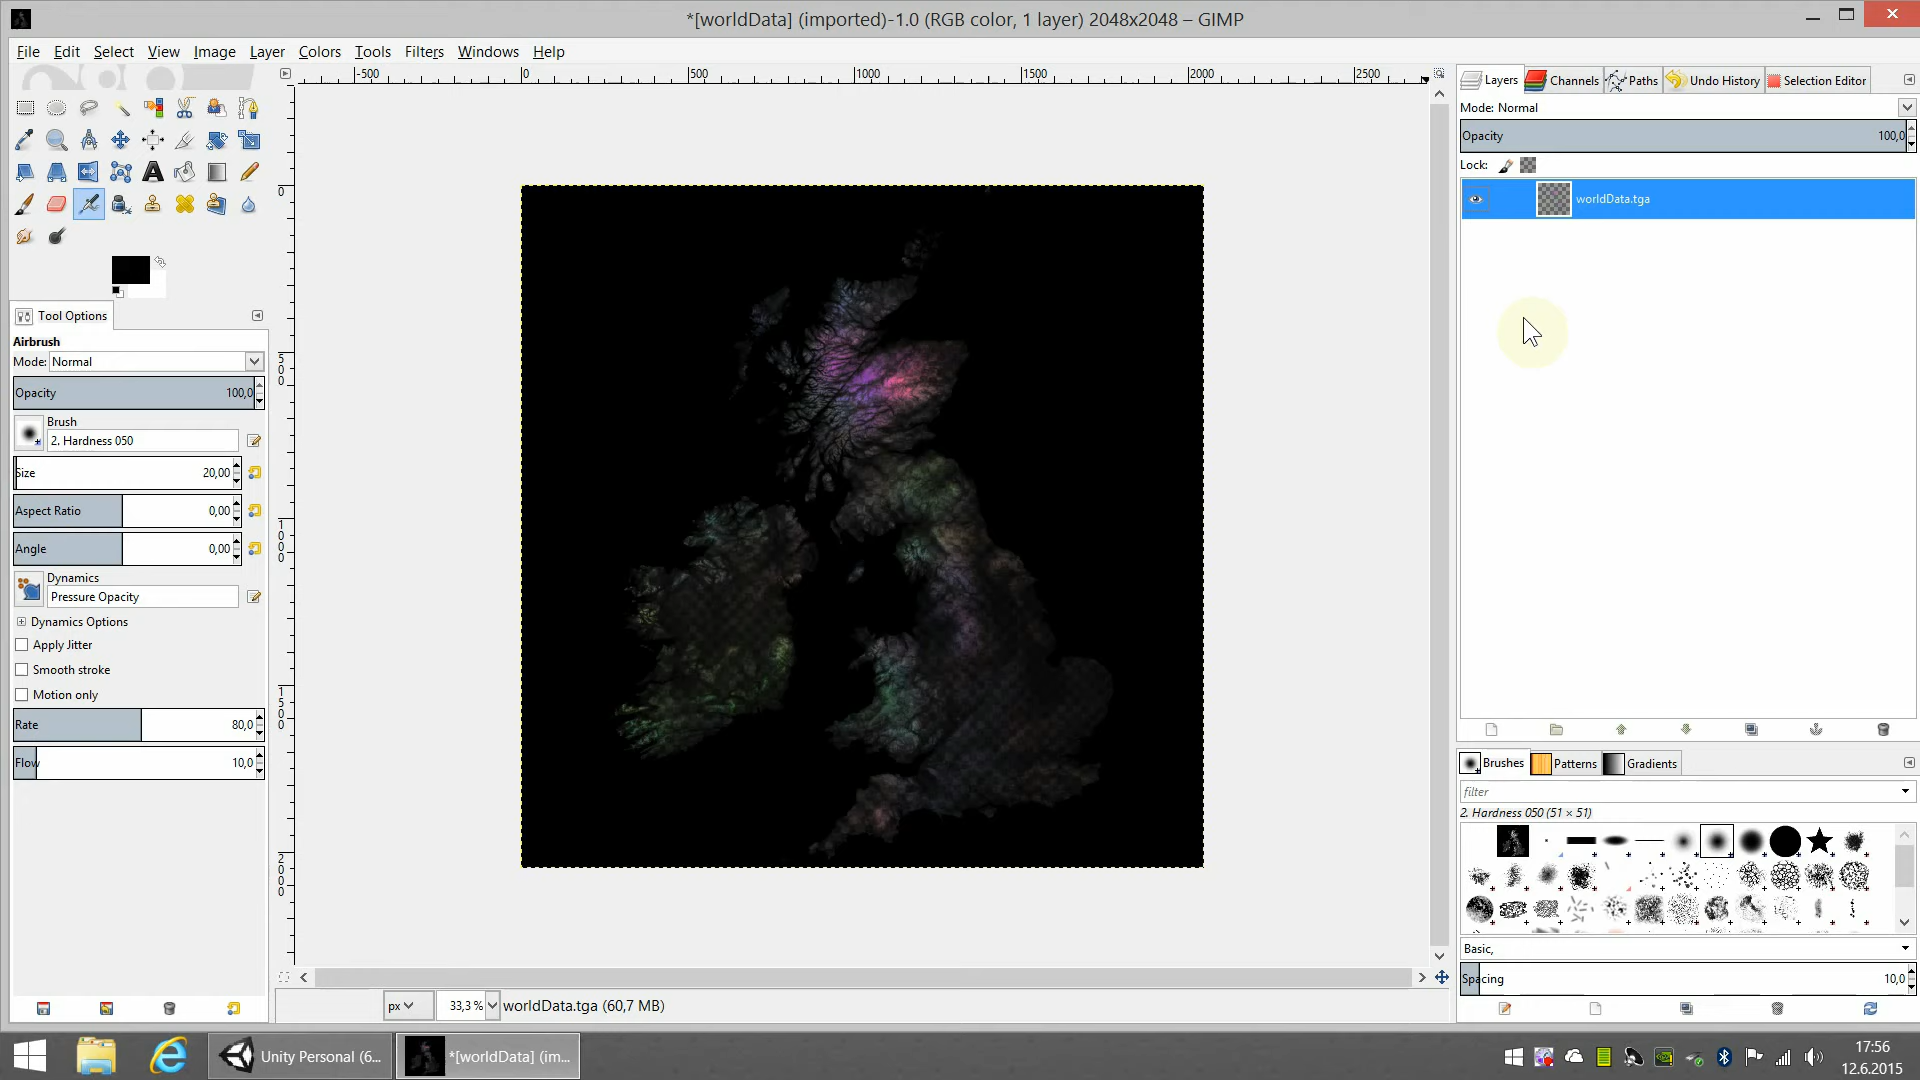 *[worldData] (imported)-1.0 (RGB color, 1 layer) 2048x2048 – GIMP
File Edit Select View Image Layer Colors Tools Filters Windows Help
-500 0 500 1000 1500 2000 2500
Layers Channels Paths Undo History Selection Editor
Mode: Normal
Opacity 100,0
Lock:
worldData.tga
0
500
1000
1500
2000
Tool Options
Airbrush
Mode: Normal
Opacity 100,0
Brush
2. Hardness 050
Size 20,00
Aspect Ratio 0,00
Angle 0,00
Dynamics
Pressure Opacity
Dynamics Options
Apply Jitter
Smooth stroke
Motion only
Rate 80,0
Flow 10,0
Brushes Patterns Gradients
filter
2. Hardness 050 (51 × 51)
Basic,
Spacing 10,0
px 33,3 % worldData.tga (60,7 MB)
Unity Personal (6... *[worldData] (im...
17:56
12.6.2015